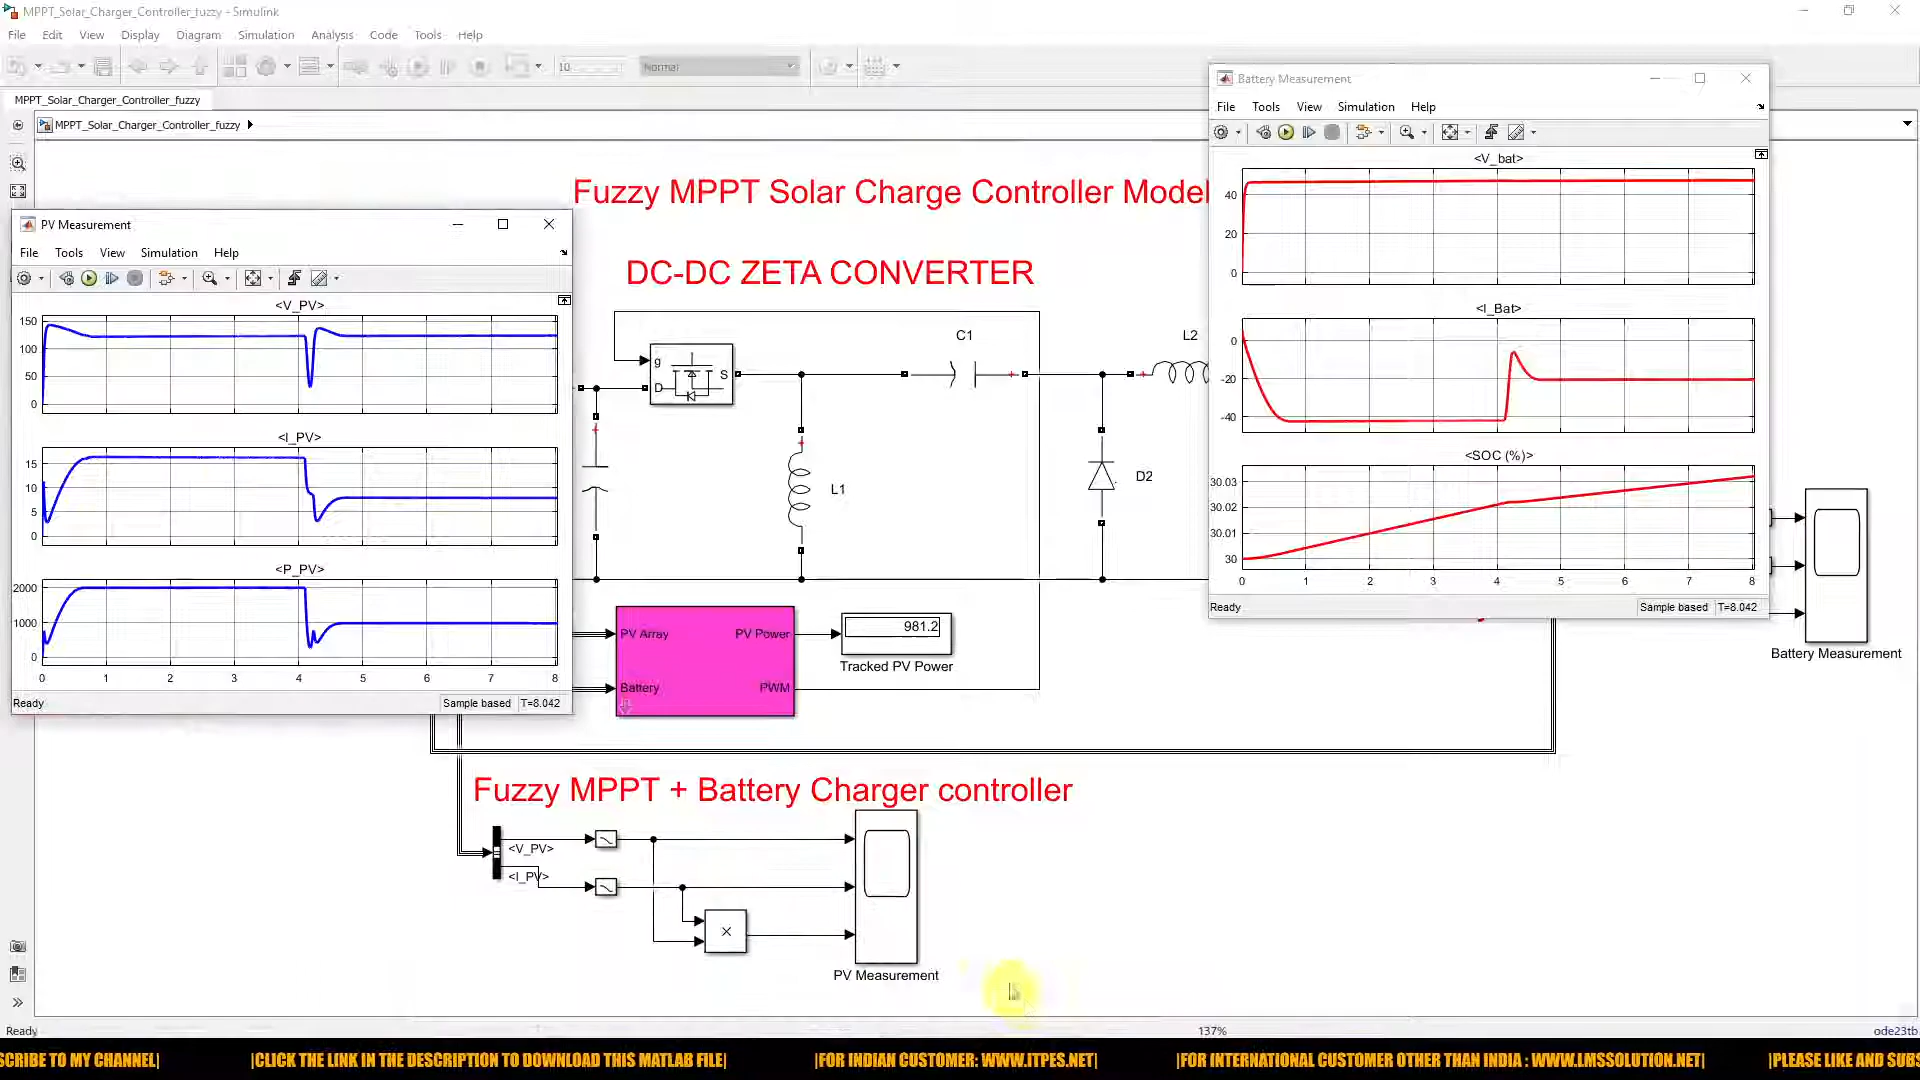 MPPT_Solar_Charger_Controller_fuzzy - Simulink
File Edit View Display Diagram Simulation Analysis Code Tools Help
10 Normal
MPPT_Solar_Charger_Controller_fuzzy
MPPT_Solar_Charger_Controller_fuzzy
Fuzzy MPPT Solar Charge Controller Model
DC-DC ZETA CONVERTER
PV Measurement
File Tools View Simulation Help
<V_PV>
150
100
50
0
<I_PV>
15
10
5
0
<P_PV>
2000
1000
0
0 1 2 3 4 5 6 7 8
Ready Sample based T=8.042
g
D
S
C1
L2
L1
D2
Battery Measurement
File Tools View Simulation Help
<V_bat>
40
20
0
<I_Bat>
0
-20
-40
<SOC (%)>
30.03
30.02
30.01
30
0 1 2 3 4 5 6 7 8
Ready Sample based T=8.042
Battery Measurement
PV Array PV Power
Battery PWM
981.2
Tracked PV Power
Fuzzy MPPT + Battery Charger controller
<V_PV>
<I_PV>
×
PV Measurement
Ready 137% ode23tb
SCRIBE TO MY CHANNEL| |CLICK THE LINK IN THE DESCRIPTION TO DOWNLOAD THIS MATLAB FILE| |FOR INDIAN CUSTOMER: WWW.ITPES.NET| |FOR INTERNATIONAL CUSTOMER OTHER THAN INDIA : WWW.LMSSOLUTION.NET| |PLEASE LIKE AND SUBS